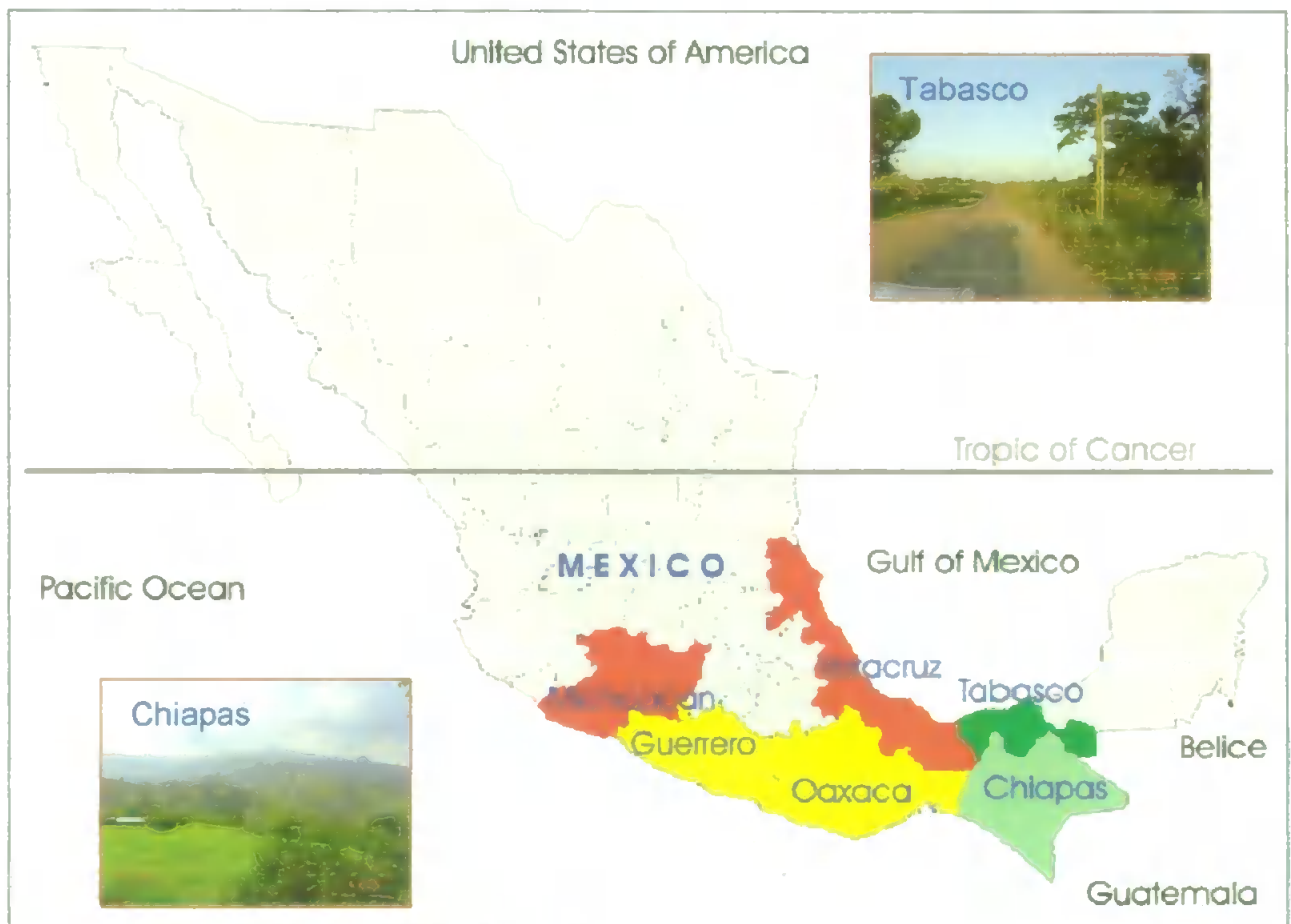 United States of America
Tabasco
Tropic of Cancer
MEXICO
Gulf of Mexico
Pacific Ocean
Tabasco
Chiapas
Guerrero
Belice
Oaxaca
Chiapas
Guatemala